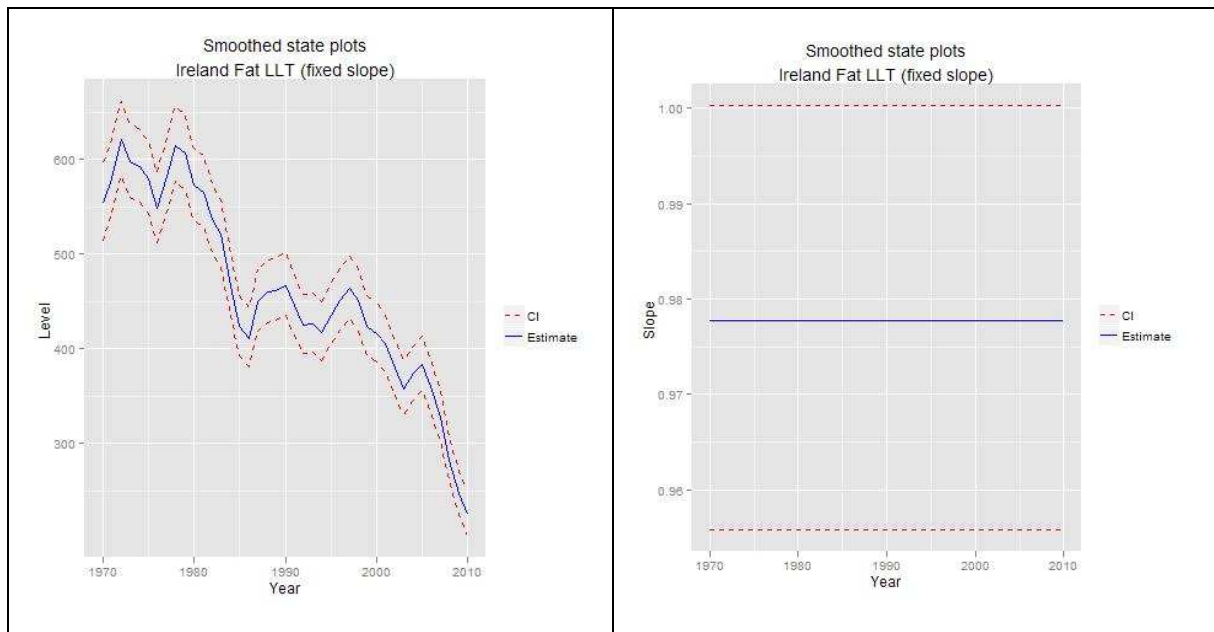 Smoothed state plots
Ireland Fat LLT (fixed slope)
600
500
400
300
Level
1970
1980
1990
2000
2010
Year
CI
Estimate
Smoothed state plots
Ireland Fat LLT (fixed slope)
1.00
0.99
0.98
0.97
0.96
Slope
1970
1980
1990
2000
2010
Year
CI
Estimate